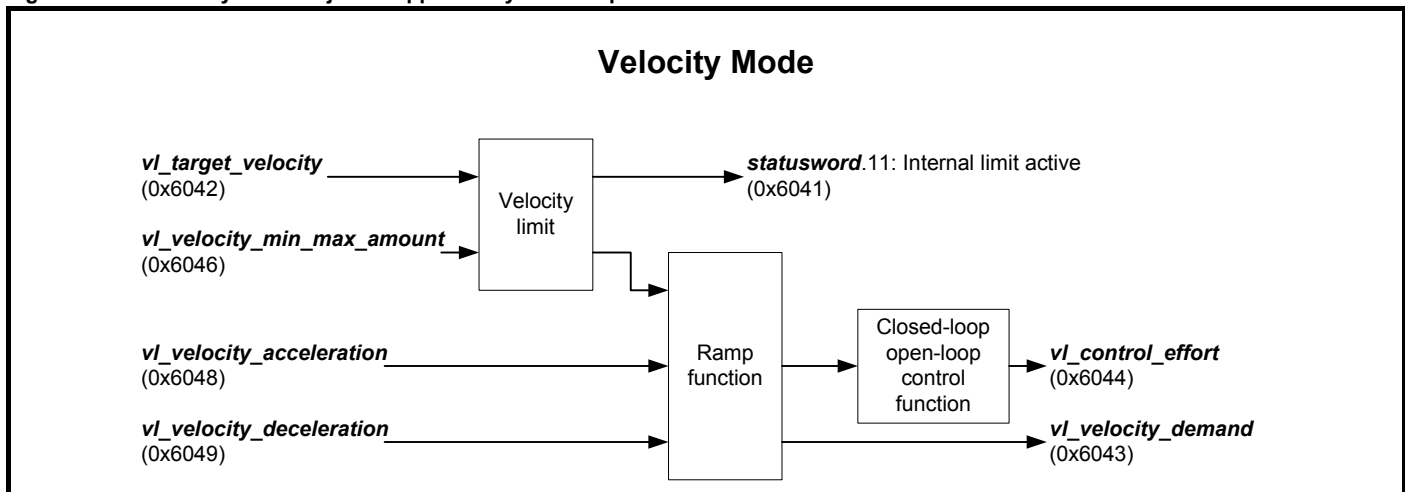 Velocity Mode
vl_target_velocity
(0x6042)
statusword.11: Internal limit active
(0x6041)
Velocity
limit
vl_velocity_min_max_amount
(0x6046)
Closed-loop
open-loop
control
function
vl_velocity_acceleration
(0x6048)
Ramp
function
vl_control_effort
(0x6044)
vl_velocity_deceleration
(0x6049)
vl_velocity_demand
(0x6043)